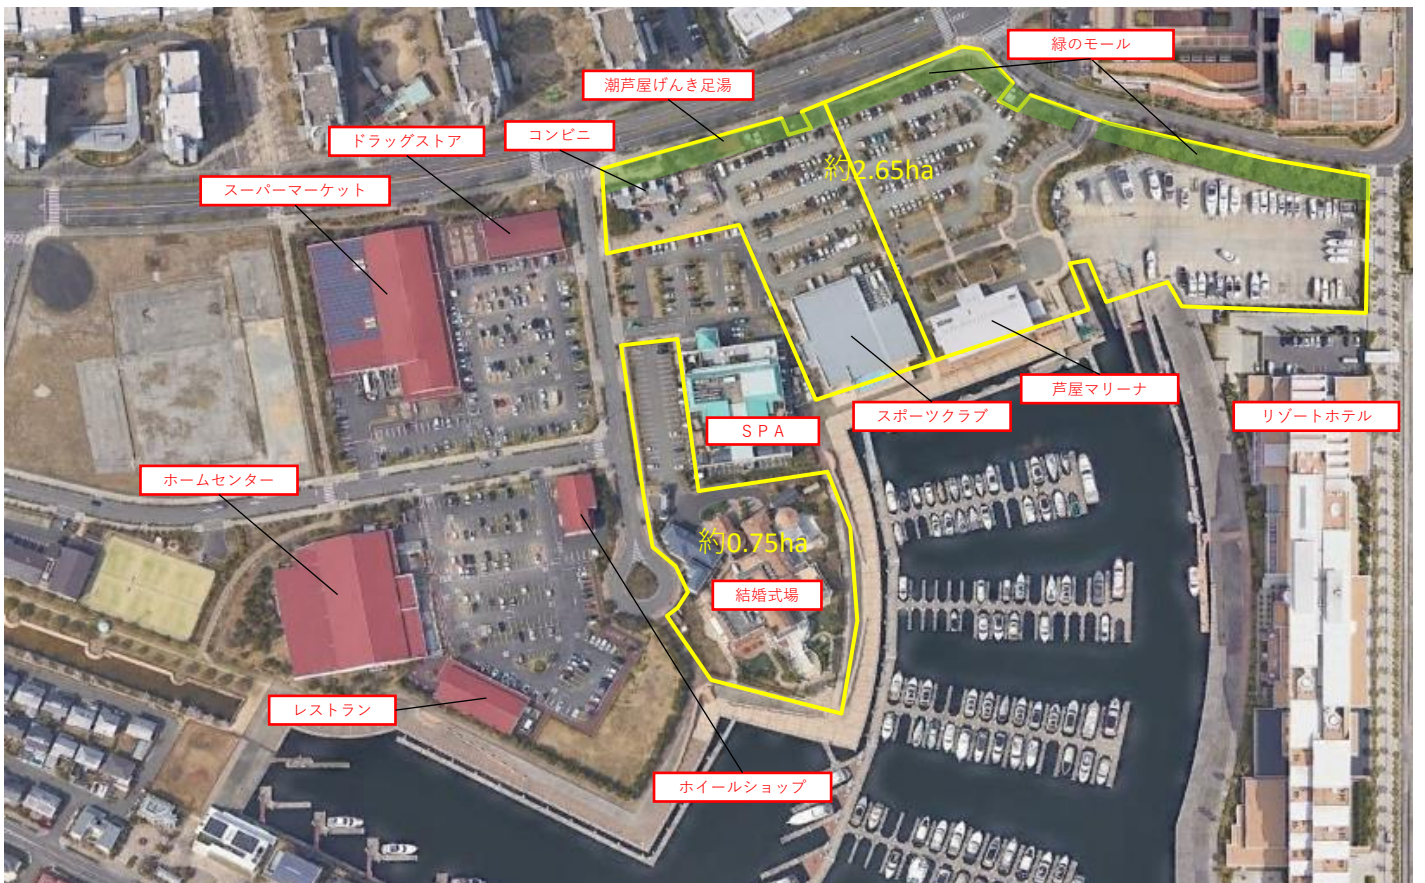 緑のモール
潮芦屋げんき足湯
コンビニ
ドラッグストア
スーパーマーケット
約2.65ha
芦屋マリーナ
スポーツクラブ
リゾートホテル
ＳＰＡ
ホームセンター
約0.75ha
結婚式場
レストラン
ホイールショップ